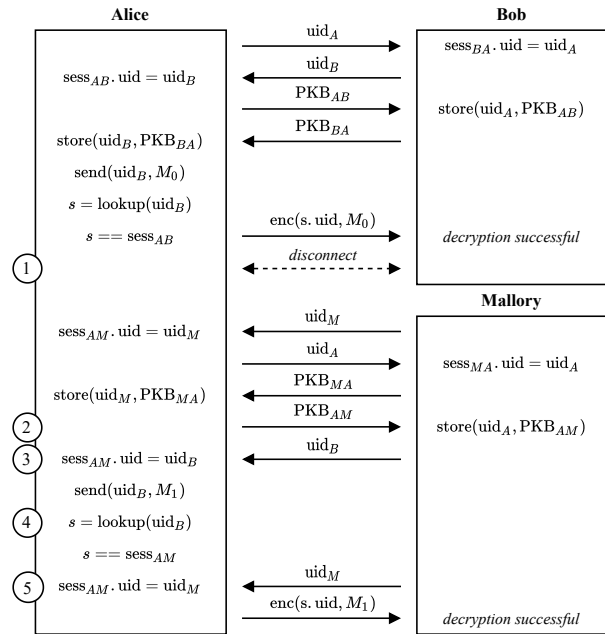 Alice Bob
uid_A sess_BA.uid = uid_A
sess_AB.uid = uid_B uid_B
PKB_AB store(uid_A, PKB_AB)
store(uid_B, PKB_BA) PKB_BA
send(uid_B, M_0)
s = lookup(uid_B)
s == sess_AB enc(s.uid, M_0) decryption successful
1 disconnect
Mallory
sess_AM.uid = uid_M uid_M
uid_A sess_MA.uid = uid_A
store(uid_M, PKB_MA) PKB_MA
2 PKB_AM store(uid_A, PKB_AM)
3 sess_AM.uid = uid_B uid_B
send(uid_B, M_1)
4 s = lookup(uid_B)
s == sess_AM
5 sess_AM.uid = uid_M uid_M
enc(s.uid, M_1) decryption successful